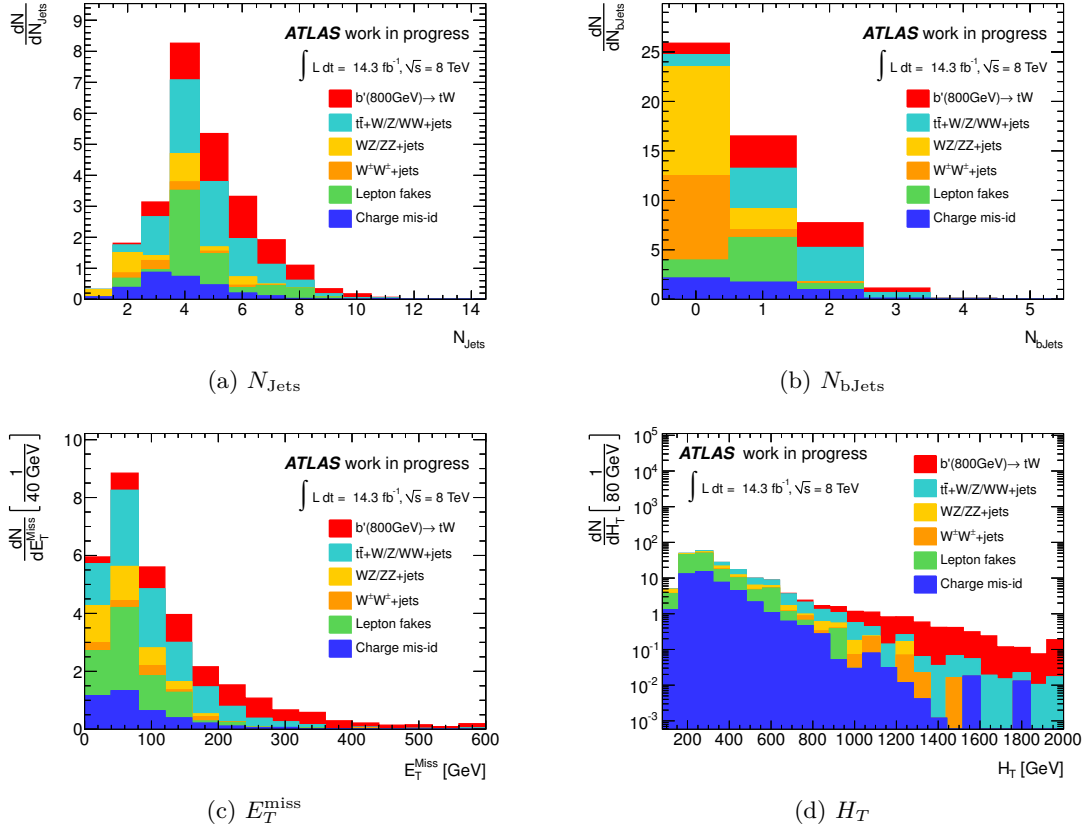 dN
dN_Jets
9
8
7
6
5
4
3
2
1
0
ATLAS work in progress
∫ L dt = 14.3 fb⁻¹, √s = 8 TeV
b'(800GeV)→ tW
tt̄+W/Z/WW+jets
WZ/ZZ+jets
W±W±+jets
Lepton fakes
Charge mis-id
2 4 6 8 10 12 14
N_Jets
(a) N_Jets
dN
dN_bJets
25
20
15
10
5
0
ATLAS work in progress
∫ L dt = 14.3 fb⁻¹, √s = 8 TeV
b'(800GeV)→ tW
tt̄+W/Z/WW+jets
WZ/ZZ+jets
W±W±+jets
Lepton fakes
Charge mis-id
0 1 2 3 4 5
N_bJets
(b) N_bJets
dN/dE_T^Miss [1/40 GeV]
10
8
6
4
2
0
ATLAS work in progress
∫ L dt = 14.3 fb⁻¹, √s = 8 TeV
b'(800GeV)→ tW
tt̄+W/Z/WW+jets
WZ/ZZ+jets
W±W±+jets
Lepton fakes
Charge mis-id
0 100 200 300 400 500 600
E_T^Miss [GeV]
(c) E_T^miss
dN/dH_T [1/80 GeV]
10⁵
10⁴
10³
10²
10
1
10⁻¹
10⁻²
10⁻³
ATLAS work in progress
∫ L dt = 14.3 fb⁻¹, √s = 8 TeV
b'(800GeV)→ tW
tt̄+W/Z/WW+jets
WZ/ZZ+jets
W±W±+jets
Lepton fakes
Charge mis-id
200 400 600 800 1000 1200 1400 1600 1800 2000
H_T [GeV]
(d) H_T